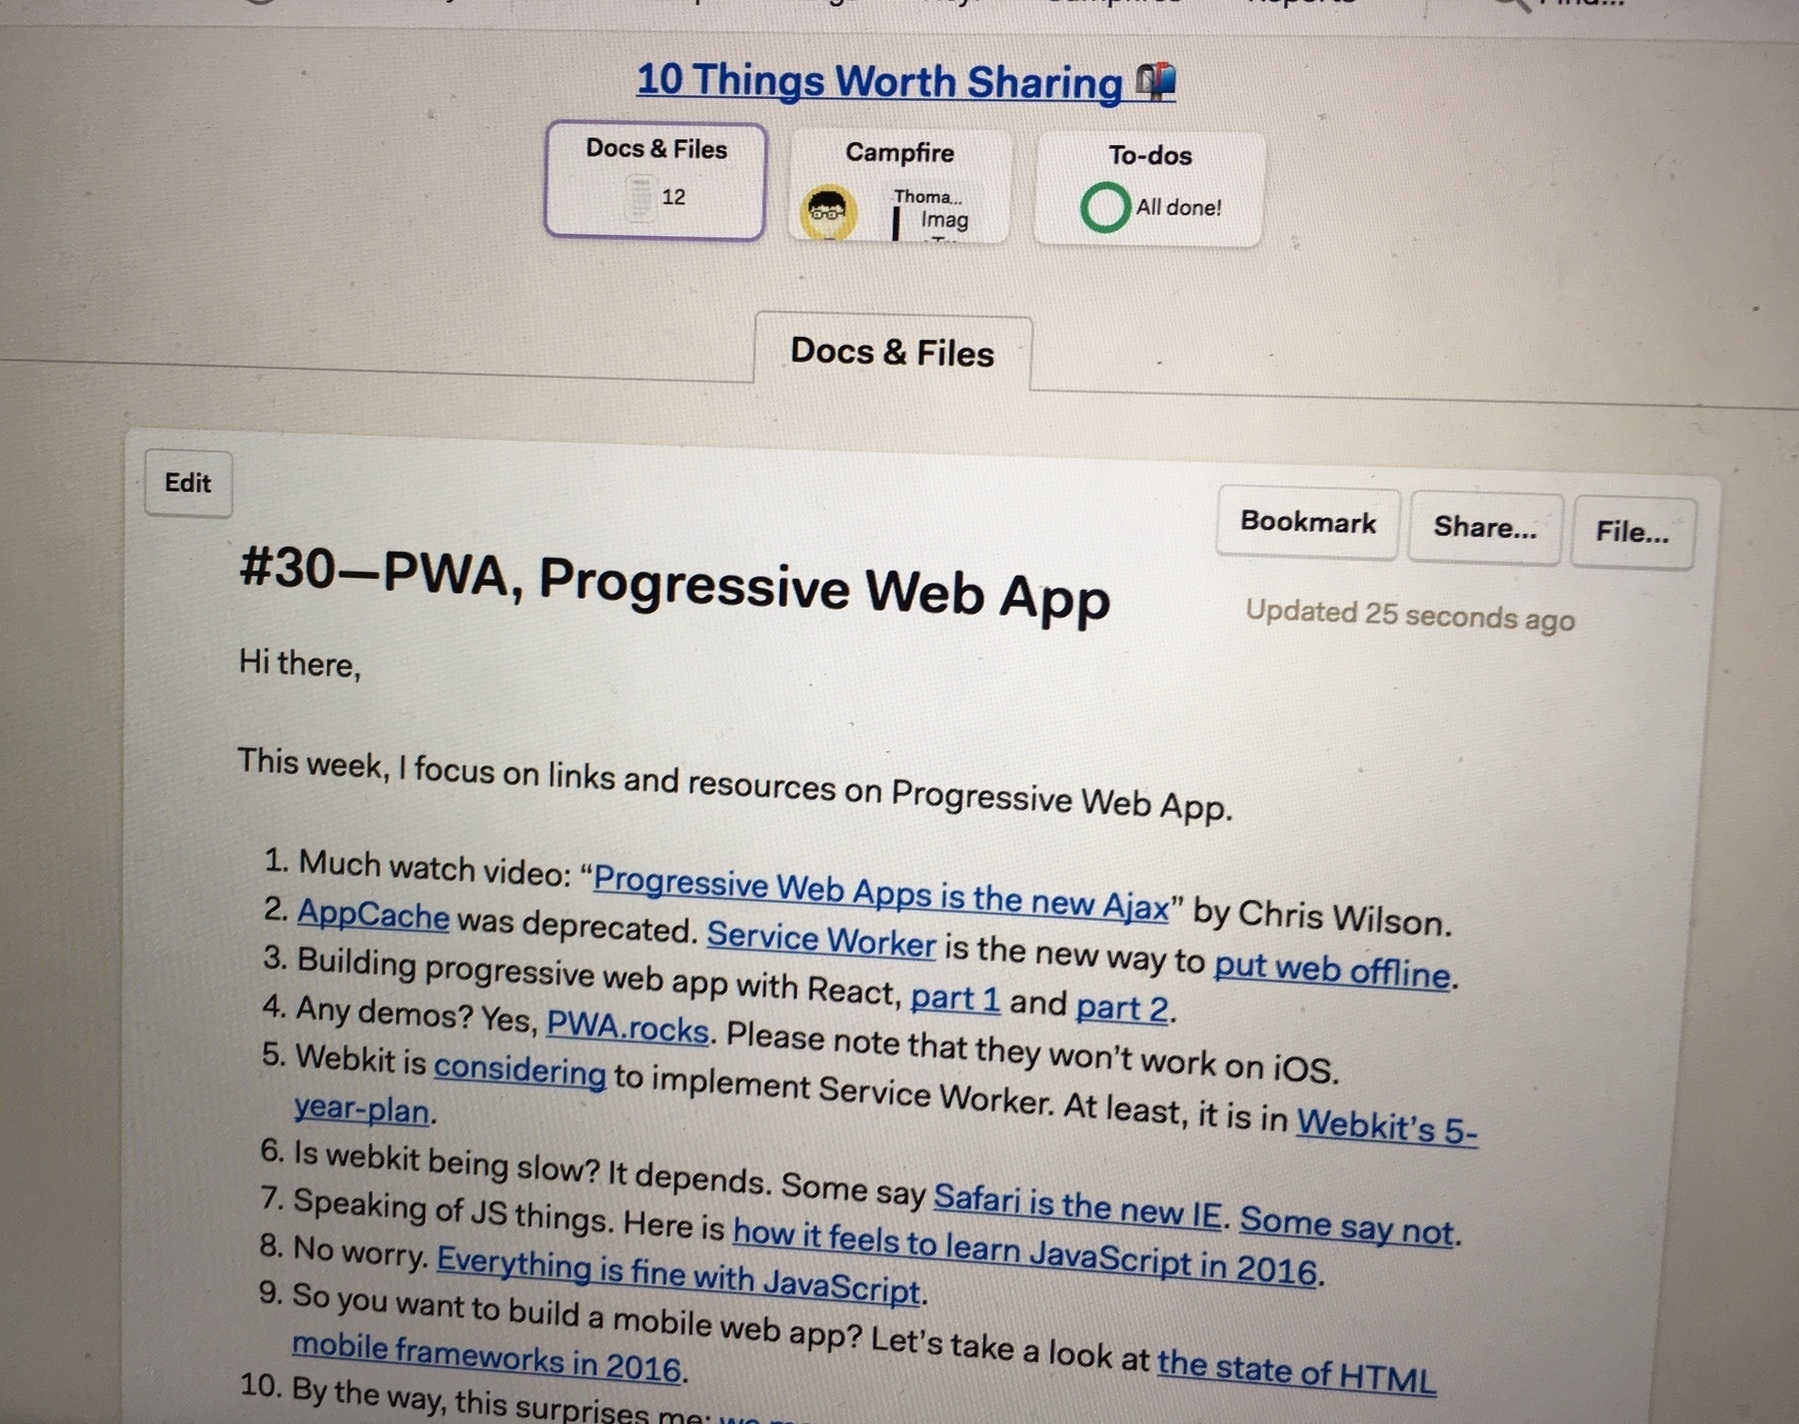 10 Things Worth Sharing
Docs & Files
12
Campfire
Thoma...
Imag
To-dos
All done!
Docs & Files
Edit
Bookmark
Share...
File...
#30—PWA, Progressive Web App
Updated 25 seconds ago
Hi there,
This week, I focus on links and resources on Progressive Web App.
1. Much watch video: “Progressive Web Apps is the new Ajax” by Chris Wilson.
2. AppCache was deprecated. Service Worker is the new way to put web offline.
3. Building progressive web app with React, part 1 and part 2.
4. Any demos? Yes, PWA.rocks. Please note that they won’t work on iOS.
5. Webkit is considering to implement Service Worker. At least, it is in Webkit’s 5-
year-plan.
6. Is webkit being slow? It depends. Some say Safari is the new IE. Some say not.
7. Speaking of JS things. Here is how it feels to learn JavaScript in 2016.
8. No worry. Everything is fine with JavaScript.
9. So you want to build a mobile web app? Let’s take a look at the state of HTML
mobile frameworks in 2016.
10. By the way, this surprises me: